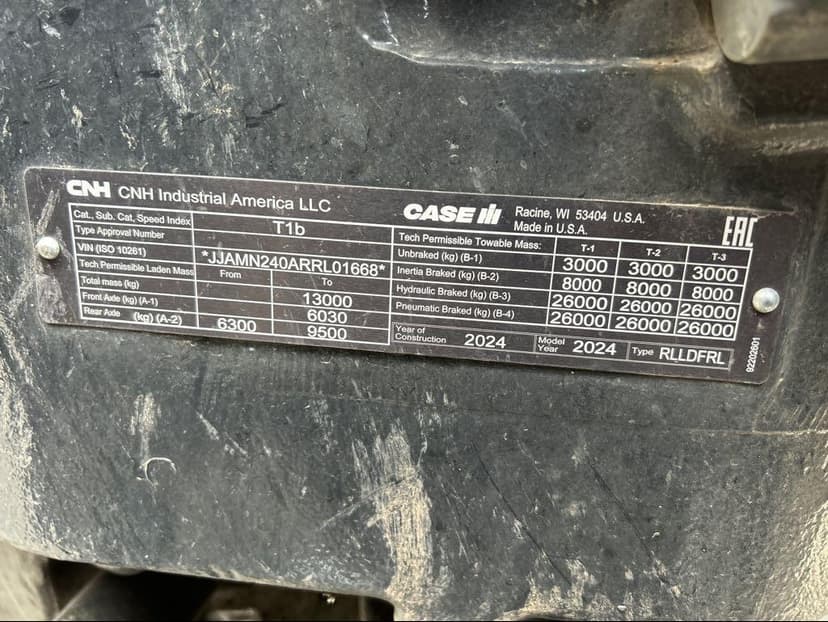 CNH CNH Industrial America LLC
CASE IH Racine, WI 53404 U.S.A.
Made in U.S.A.
EAC
Cat., Sub. Cat, Speed Index T1b
Type Approval Number
VIN (ISO 10261) *JJAMN240ARRL01668*
Tech Permissible Laden Mass From To
Total mass (kg) 13000
Front Axle (kg) (A-1) 6030
Rear Axle (kg) (A-2) 6300 9500
Tech Permissible Towable Mass: T-1 T-2 T-3
Unbraked (kg) (B-1) 3000 3000 3000
Inertia Braked (kg) (B-2) 8000 8000 8000
Hydraulic Braked (kg) (B-3) 26000 26000 26000
Pneumatic Braked (kg) (B-4) 26000 26000 26000
Year of Construction 2024 Model Year 2024 Type RLLDFRL
92202601